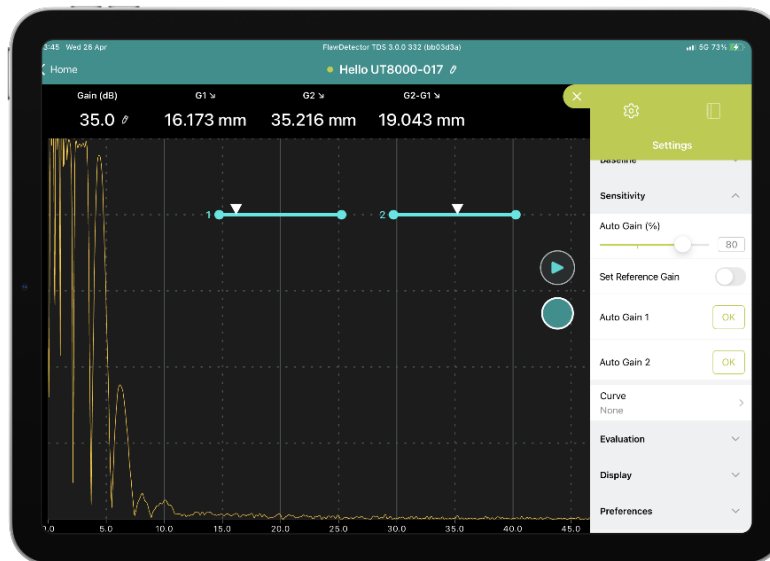 3:45 Wed 26 Apr
FlawDetector TDS 3.0.0 332 (bb03d3a)
5G 73%
Home
Hello UT8000-017
Gain (dB)
G1
G2
G2-G1
35.0
16.173 mm
35.216 mm
19.043 mm
Settings
Baseline
Sensitivity
Auto Gain (%)
80
Set Reference Gain
Auto Gain 1
OK
Auto Gain 2
OK
Curve
None
Evaluation
Display
Preferences
1
2
5.0 10.0 15.0 20.0 25.0 30.0 35.0 40.0 45.0